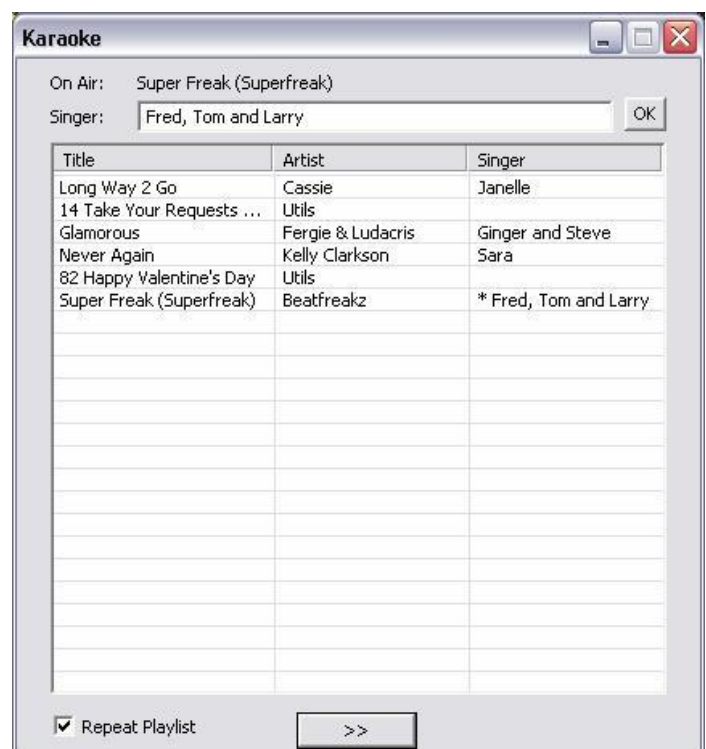 Karaoke
On Air: Super Freak (Superfreak)
Singer: Fred, Tom and Larry OK
Title Artist Singer
Long Way 2 Go Cassie Janelle
14 Take Your Requests ... Utils
Glamorous Fergie & Ludacris Ginger and Steve
Never Again Kelly Clarkson Sara
82 Happy Valentine's Day Utils
Super Freak (Superfreak) Beatfreakz * Fred, Tom and Larry
Repeat Playlist >>